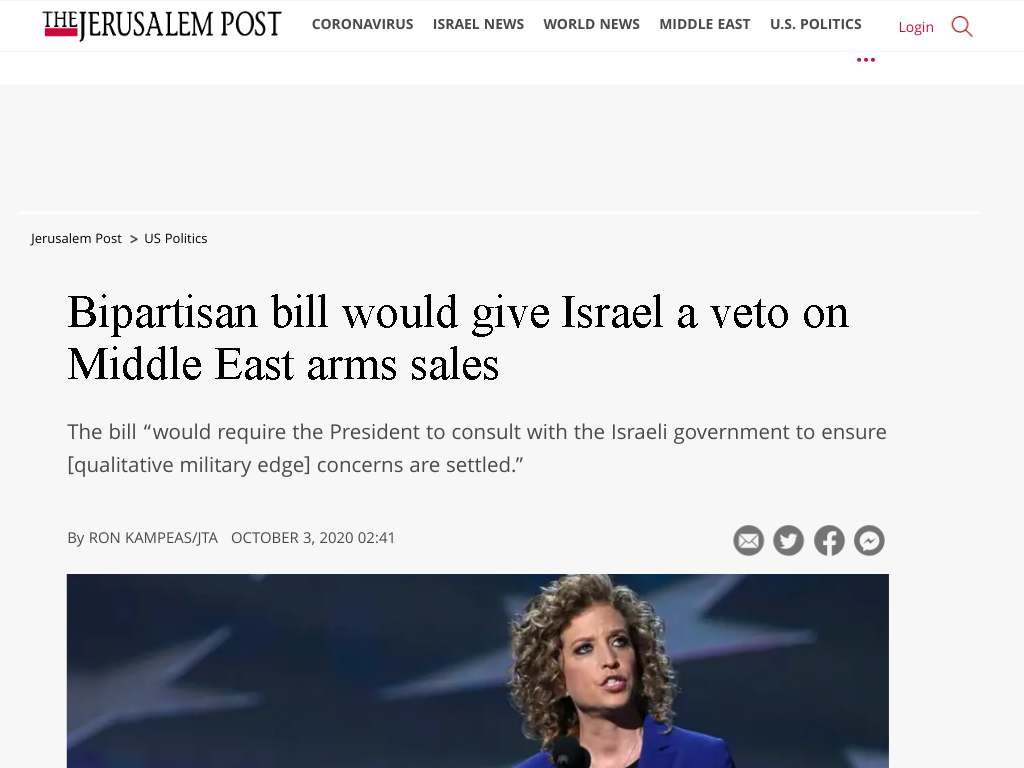 THE JERUSALEM POST
CORONAVIRUS ISRAEL NEWS WORLD NEWS MIDDLE EAST U.S. POLITICS Login
Jerusalem Post > US Politics
Bipartisan bill would give Israel a veto on
Middle East arms sales
The bill “would require the President to consult with the Israeli government to ensure
[qualitative military edge] concerns are settled.”
By RON KAMPEAS/JTA OCTOBER 3, 2020 02:41